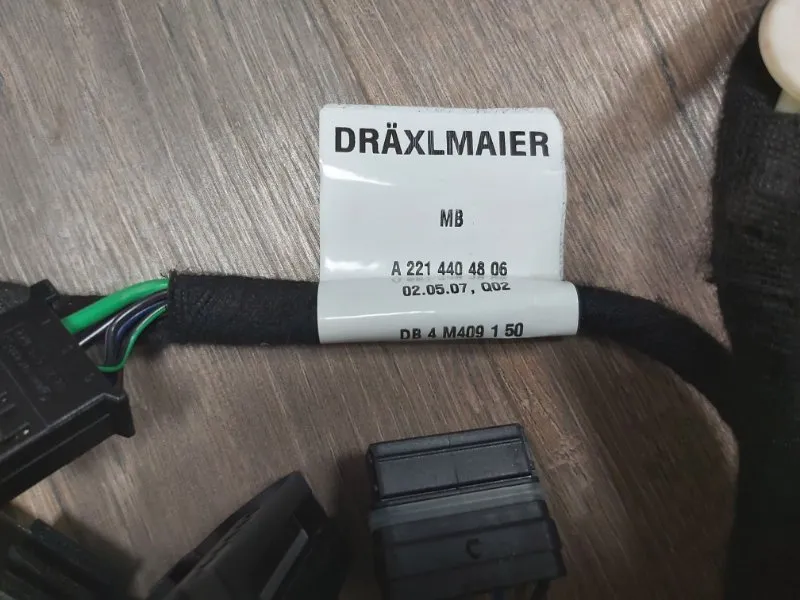 DRÄXLMAIER
MB
A 221 440 48 06
02.05.07, Q02
DB 4 M409 1 50
C